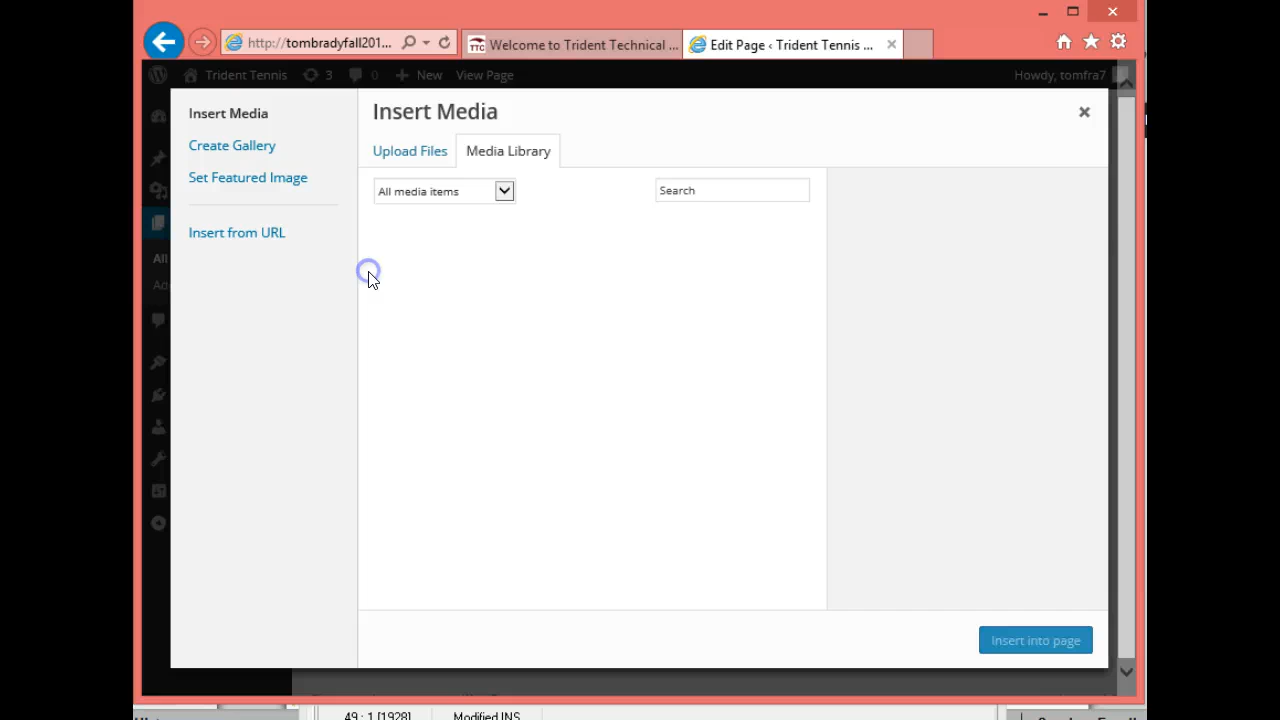 http://tombradyfall201...
TTC Welcome to Trident Technical ...
Edit Page ‹ Trident Tennis ...
Trident Tennis 3 0 New View Page
Howdy, tomfra7
Insert Media
Create Gallery
Set Featured Image
Insert from URL
Insert Media
Upload Files
Media Library
All media items
Search
All
Insert into page
49 : 1 [1928]
Modified INS